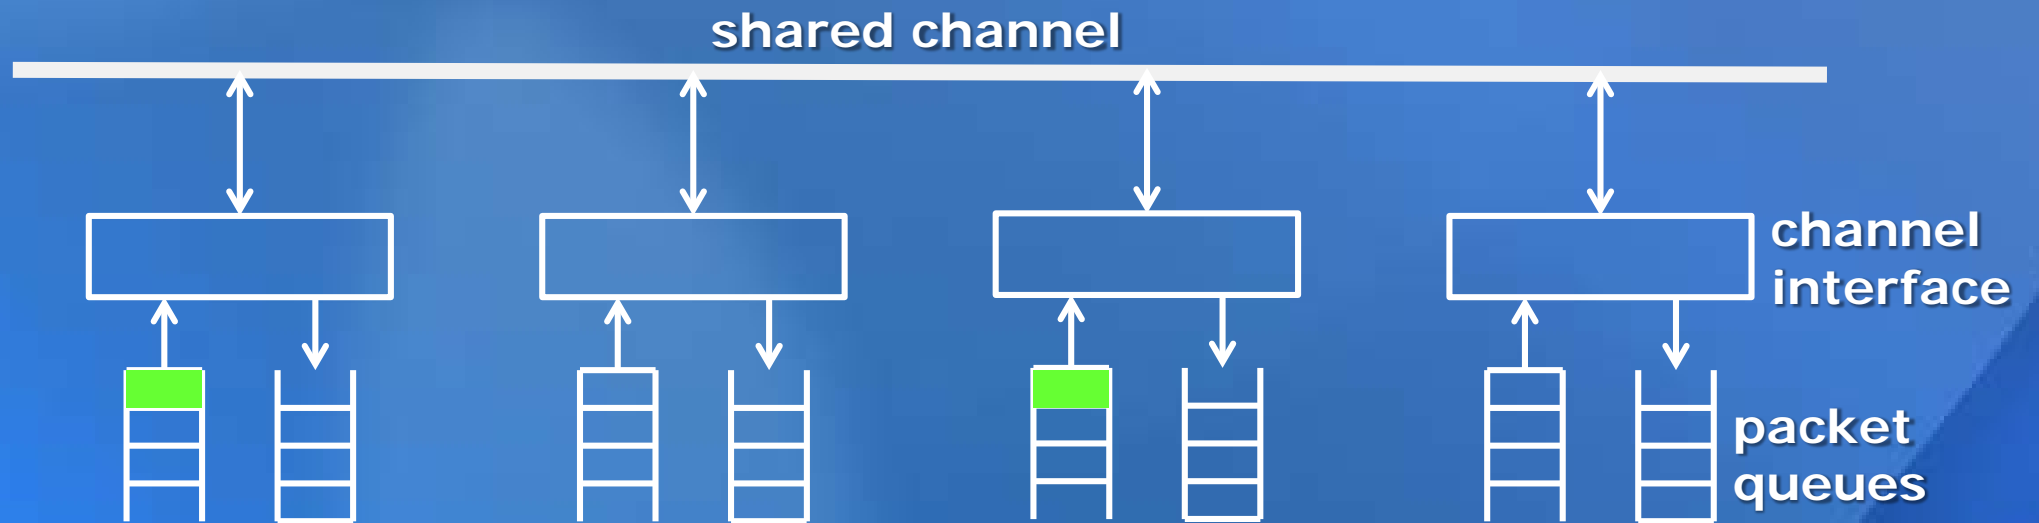 shared channel
channel
interface
packet
queues